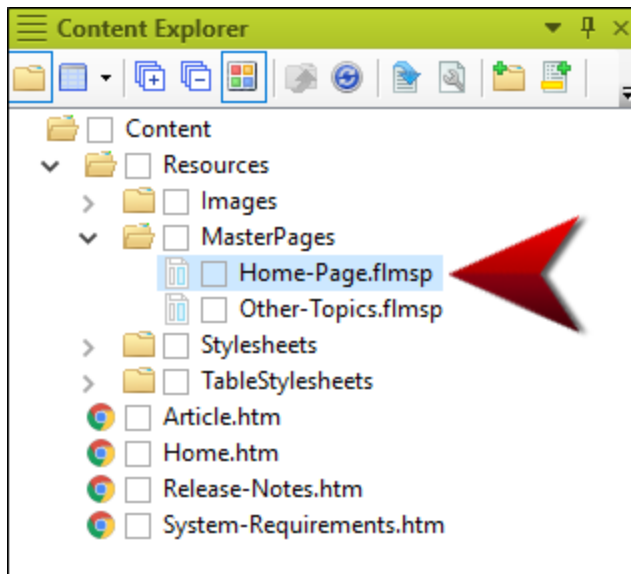 Content Explorer
Content
Resources
Images
MasterPages
Home-Page.flmsp
Other-Topics.flmsp
Stylesheets
TableStylesheets
Article.htm
Home.htm
Release-Notes.htm
System-Requirements.htm